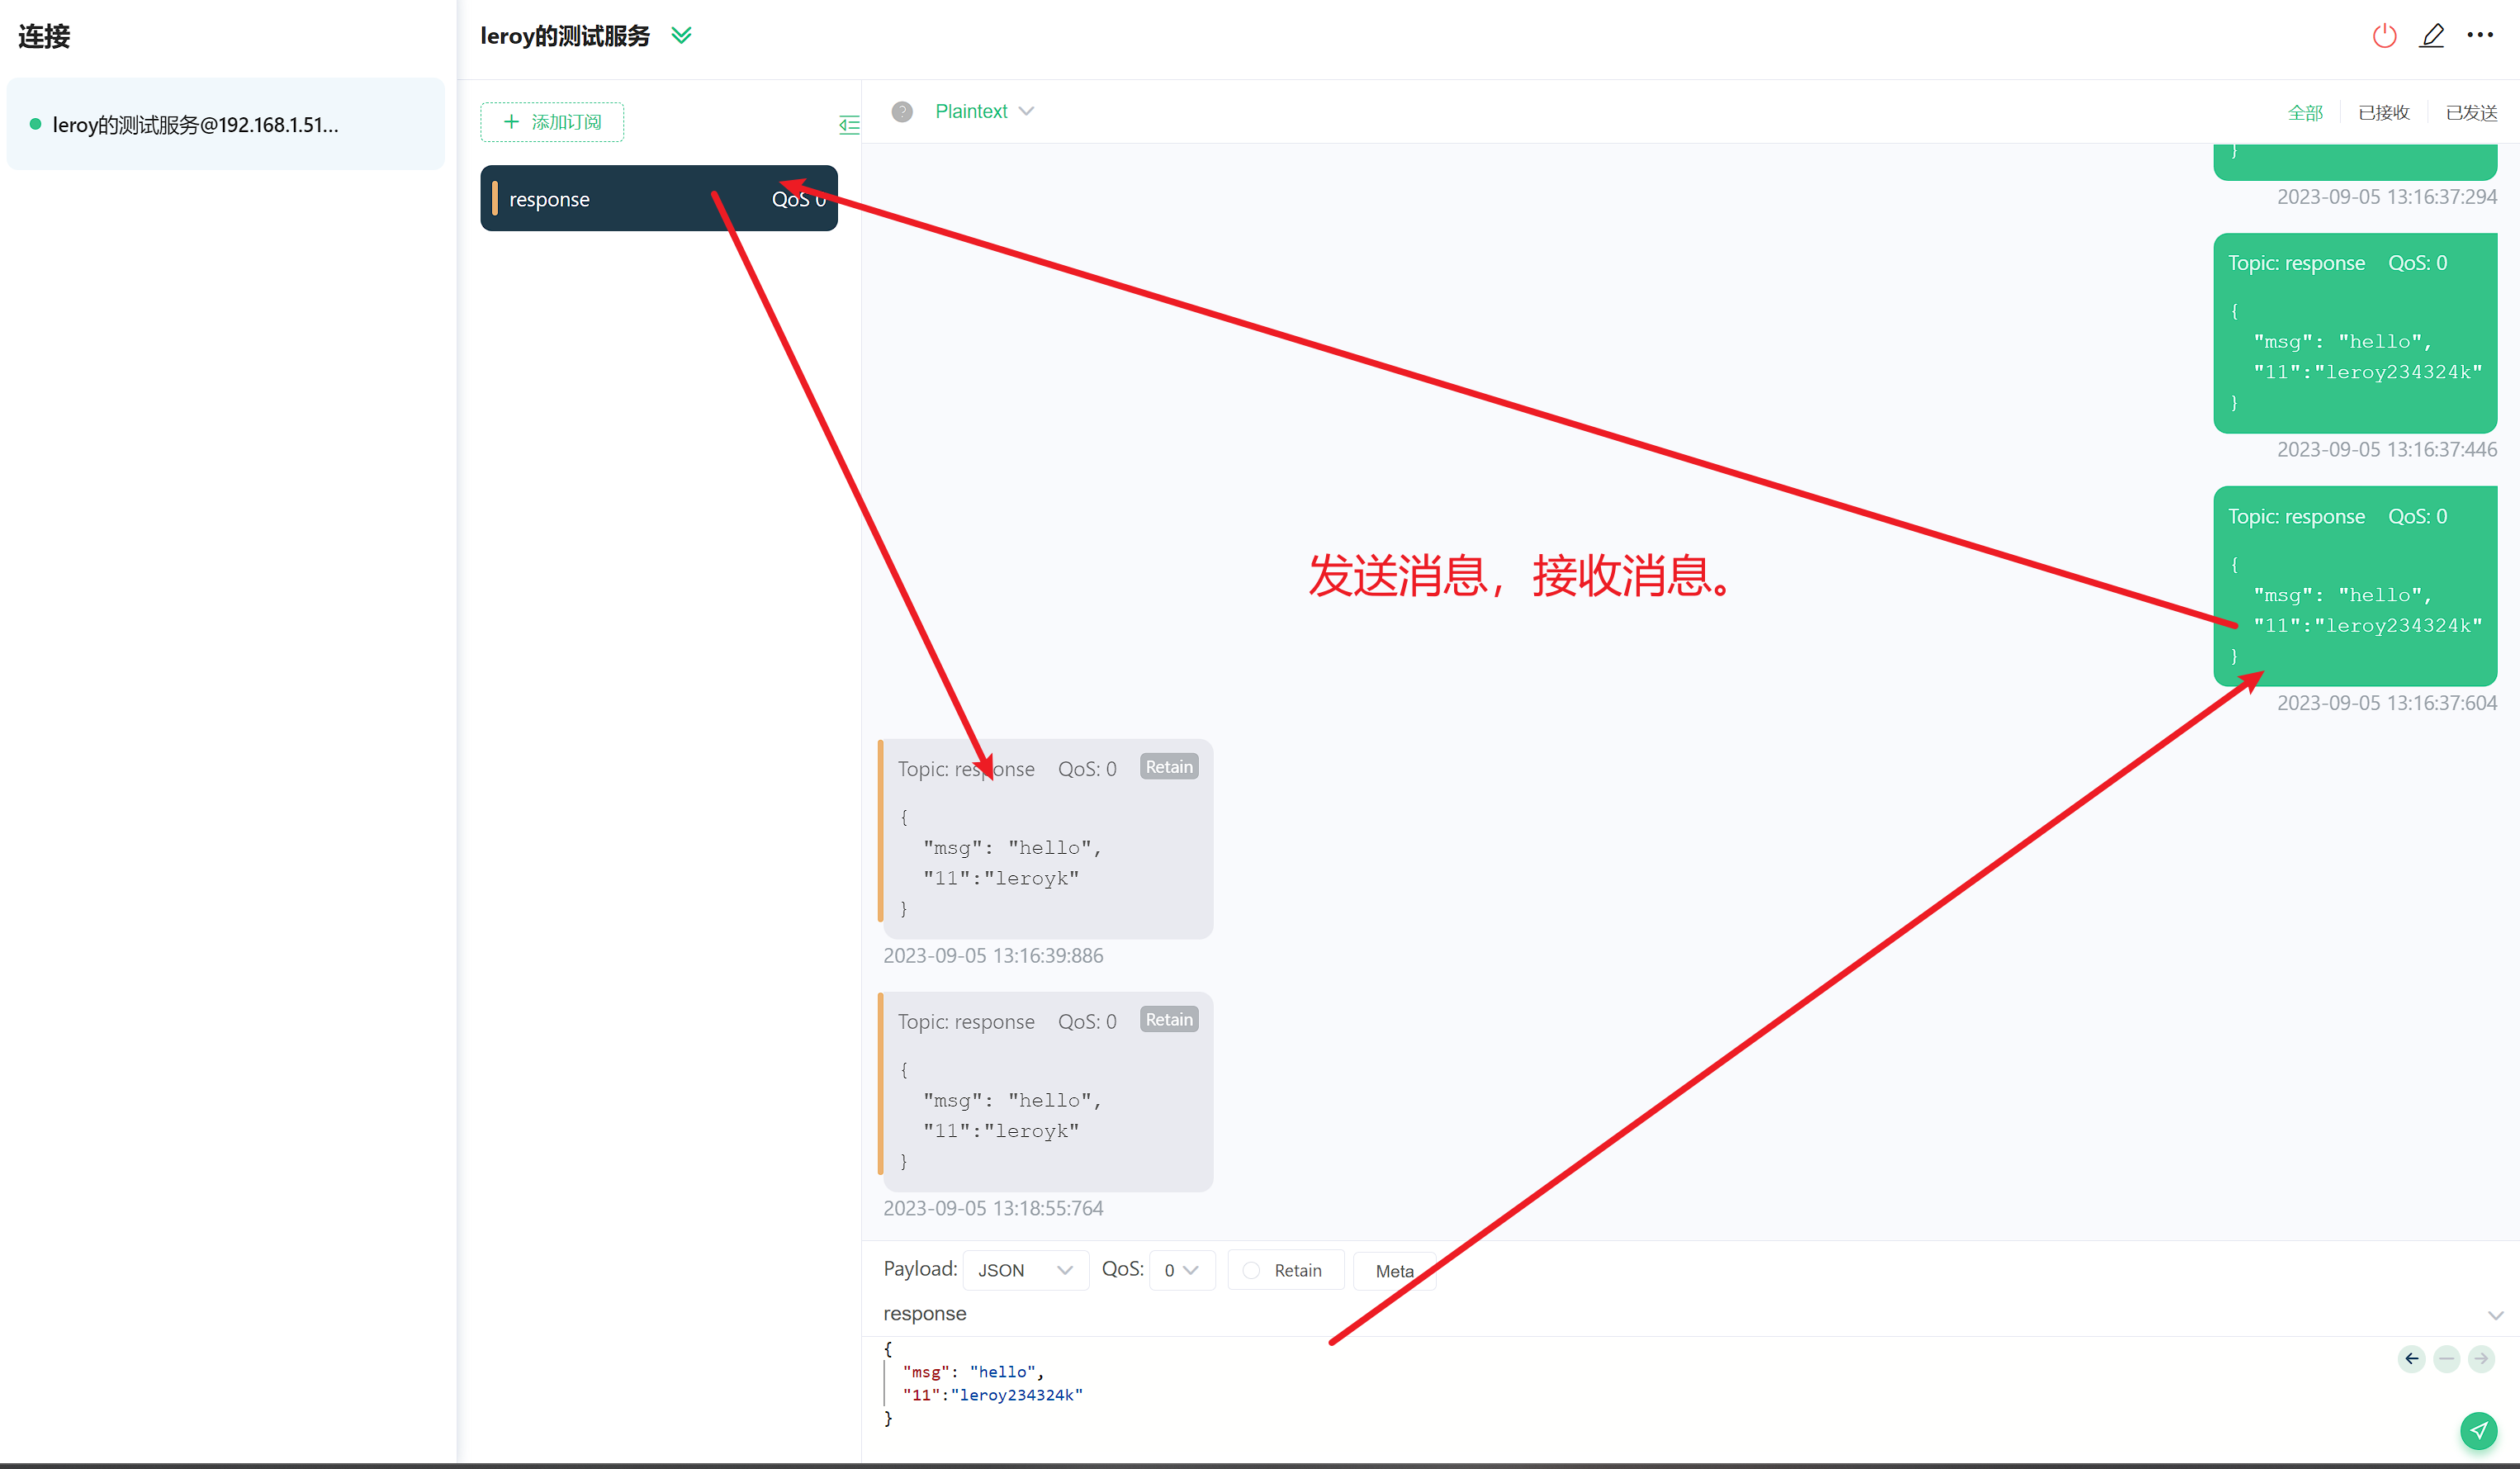 连接
leroy的测试服务@192.168.1.51...
leroy的测试服务
添加订阅
response QoS 0
? Plaintext
全部 已接收 已发送
}
2023-09-05 13:16:37:294
Topic: response QoS: 0
{
"msg": "hello",
"11":"leroy234324k"
}
2023-09-05 13:16:37:446
Topic: response QoS: 0
{
"msg": "hello",
"11":"leroy234324k"
}
2023-09-05 13:16:37:604
发送消息，接收消息。
Topic: response QoS: 0 Retain
{
"msg": "hello",
"11":"leroyk"
}
2023-09-05 13:16:39:886
Topic: response QoS: 0 Retain
{
"msg": "hello",
"11":"leroyk"
}
2023-09-05 13:18:55:764
Payload: JSON QoS: 0 Retain Meta
response
{
"msg": "hello",
"11":"leroy234324k"
}